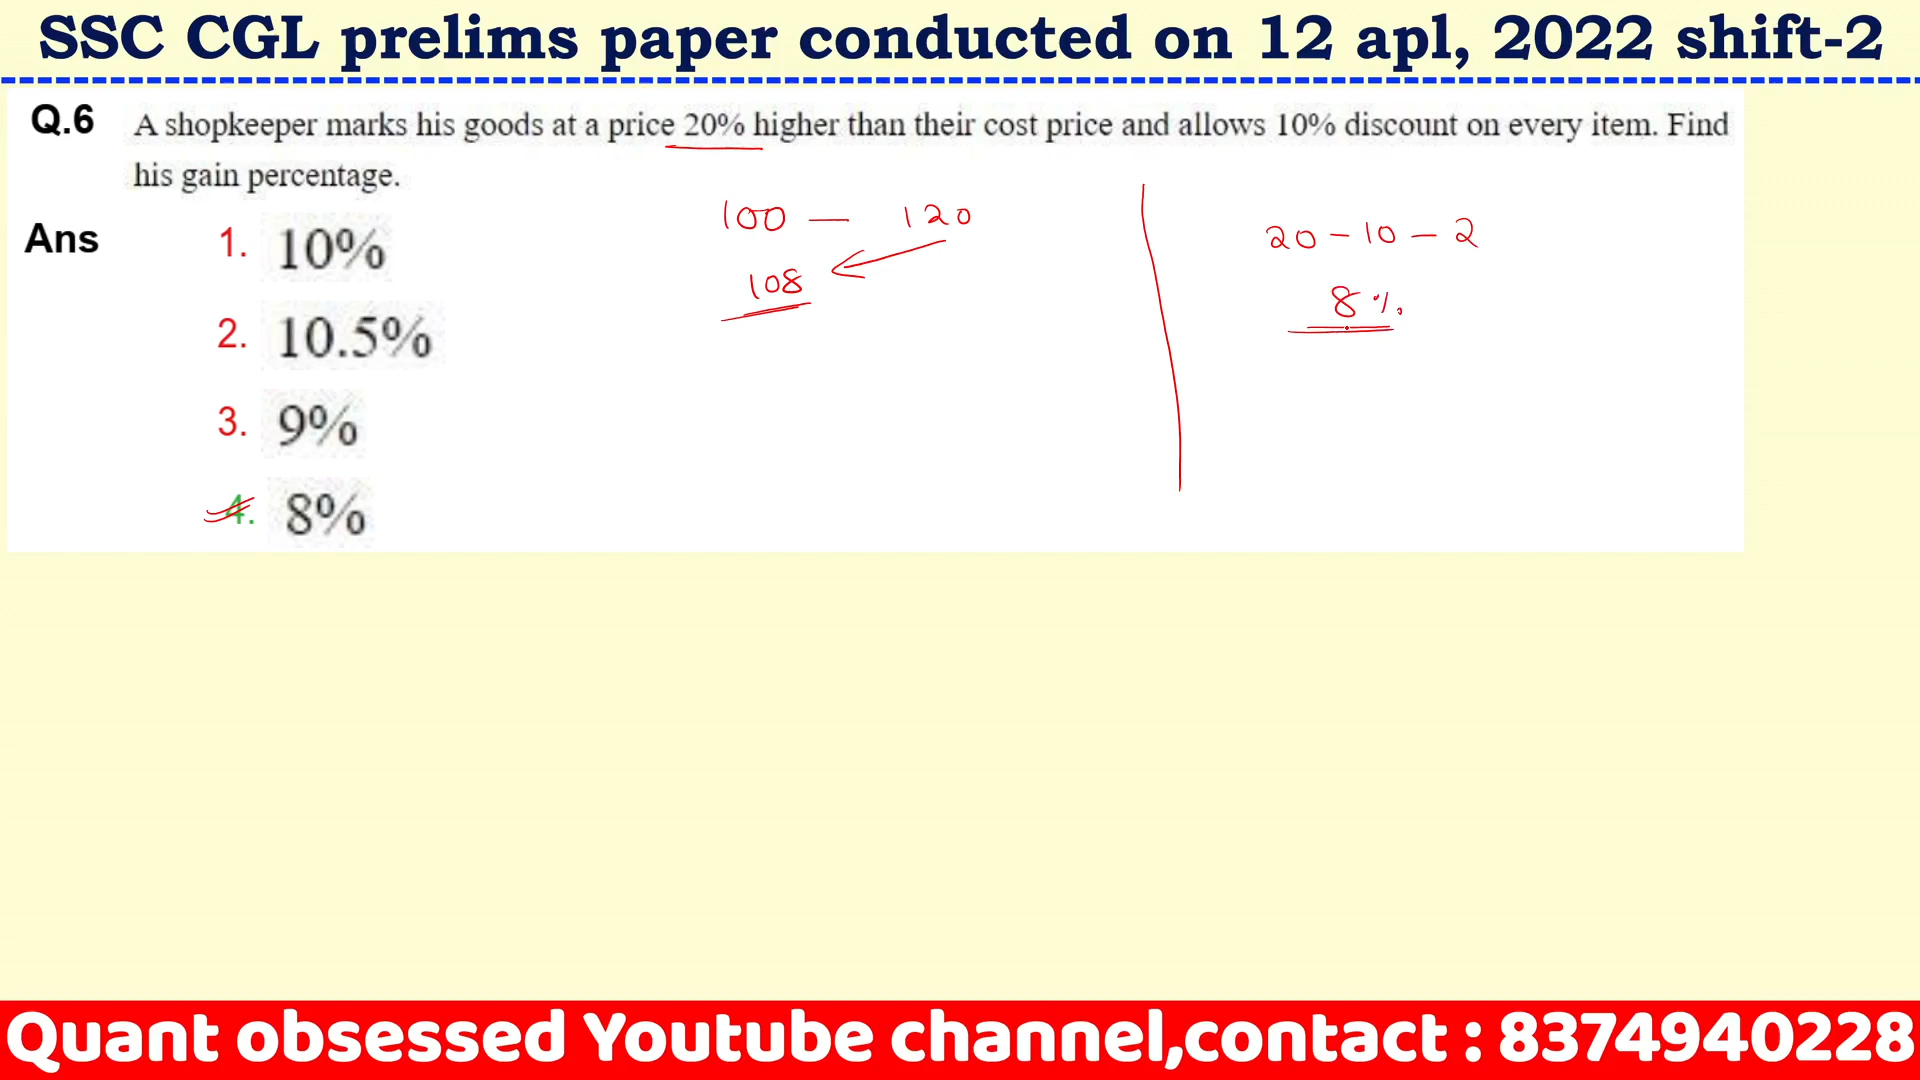 SSC CGL prelims paper conducted on 12 apl, 2022 shift-2
Q.6 A shopkeeper marks his goods at a price 20% higher than their cost price and allows 10% discount on every item. Find
his gain percentage.
Ans
1. 10%
2. 10.5%
3. 9%
4. 8%
100 — 120
108
20 - 10 - 2
8%
Quant obsessed Youtube channel,contact : 8374940228